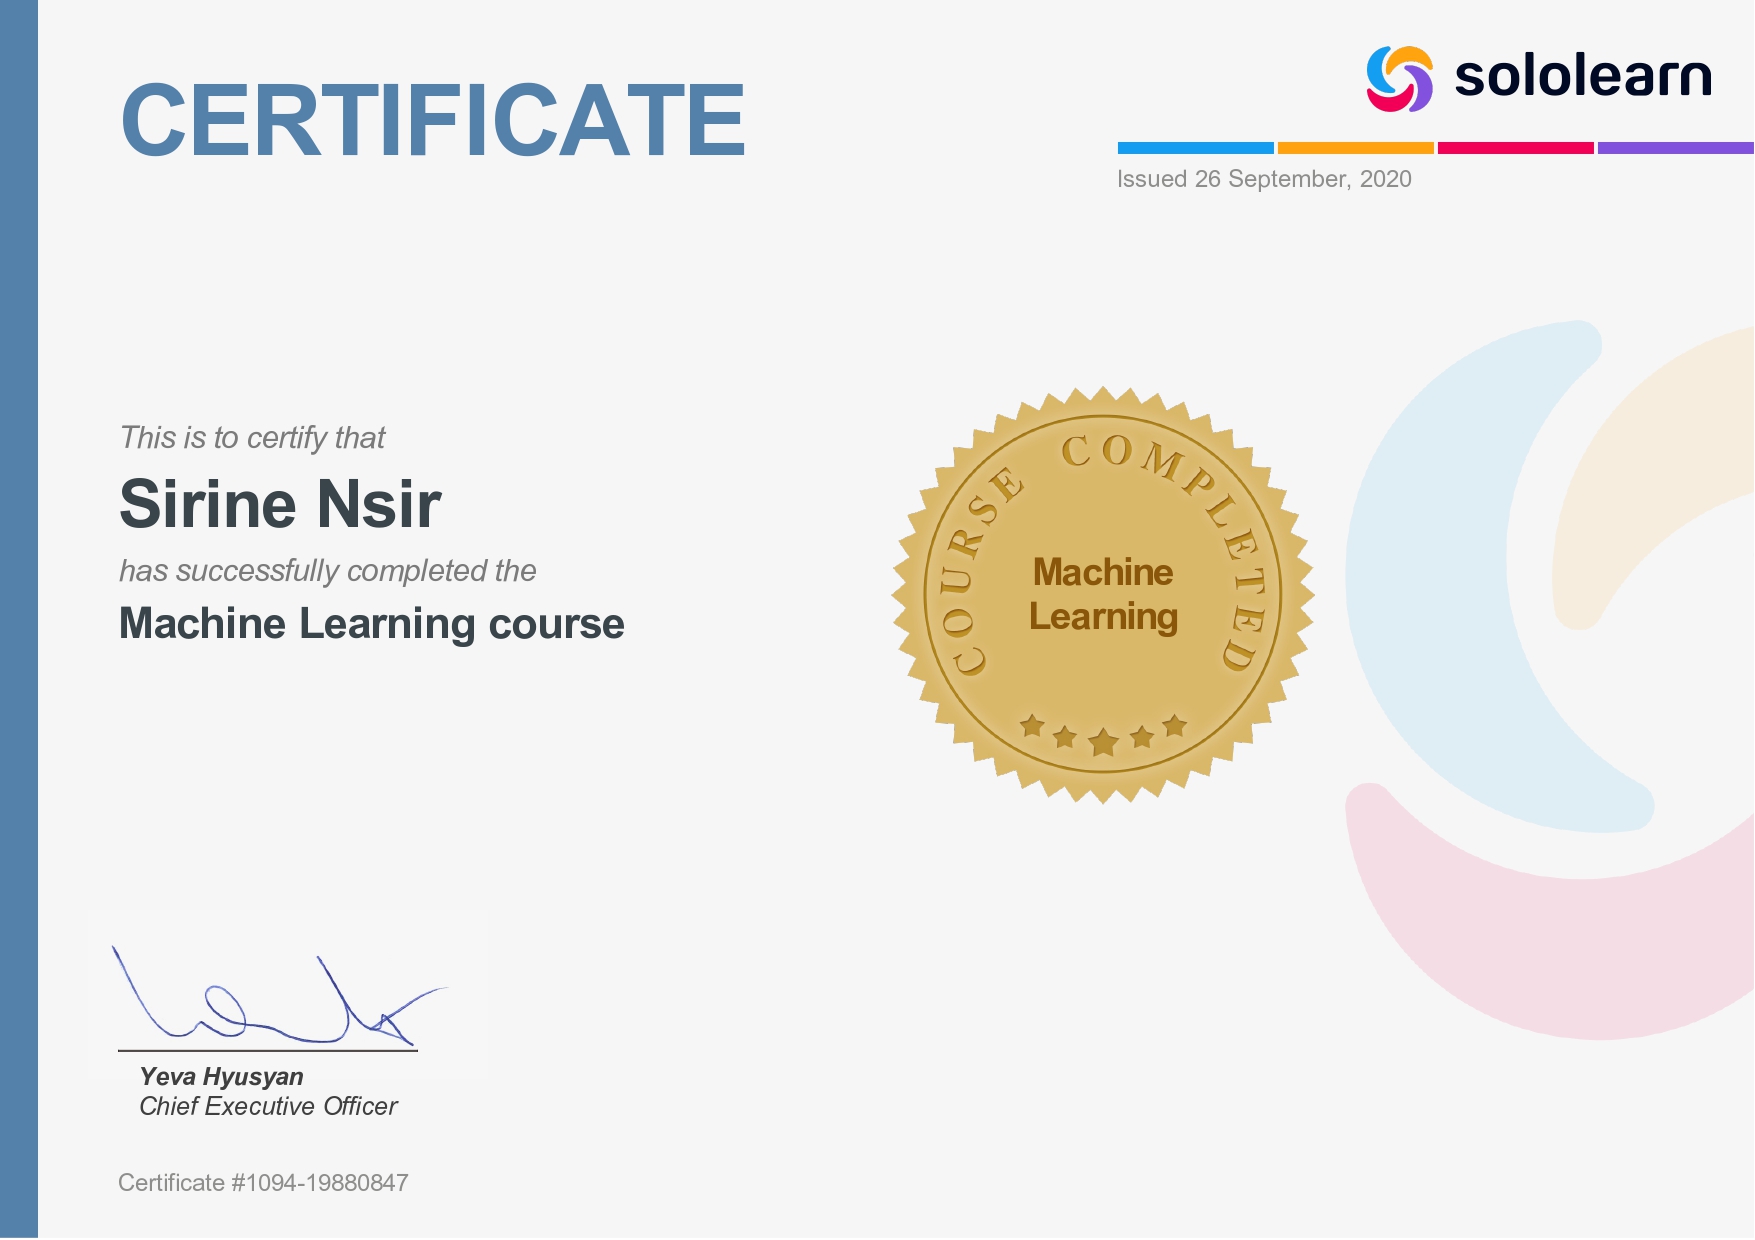 CERTIFICATE
sololearn
Issued 26 September, 2020
This is to certify that
Sirine Nsir
has successfully completed the
Machine Learning course
COURSE COMPLETED
Machine
Learning
Yeva Hyusyan
Chief Executive Officer
Certificate #1094-19880847